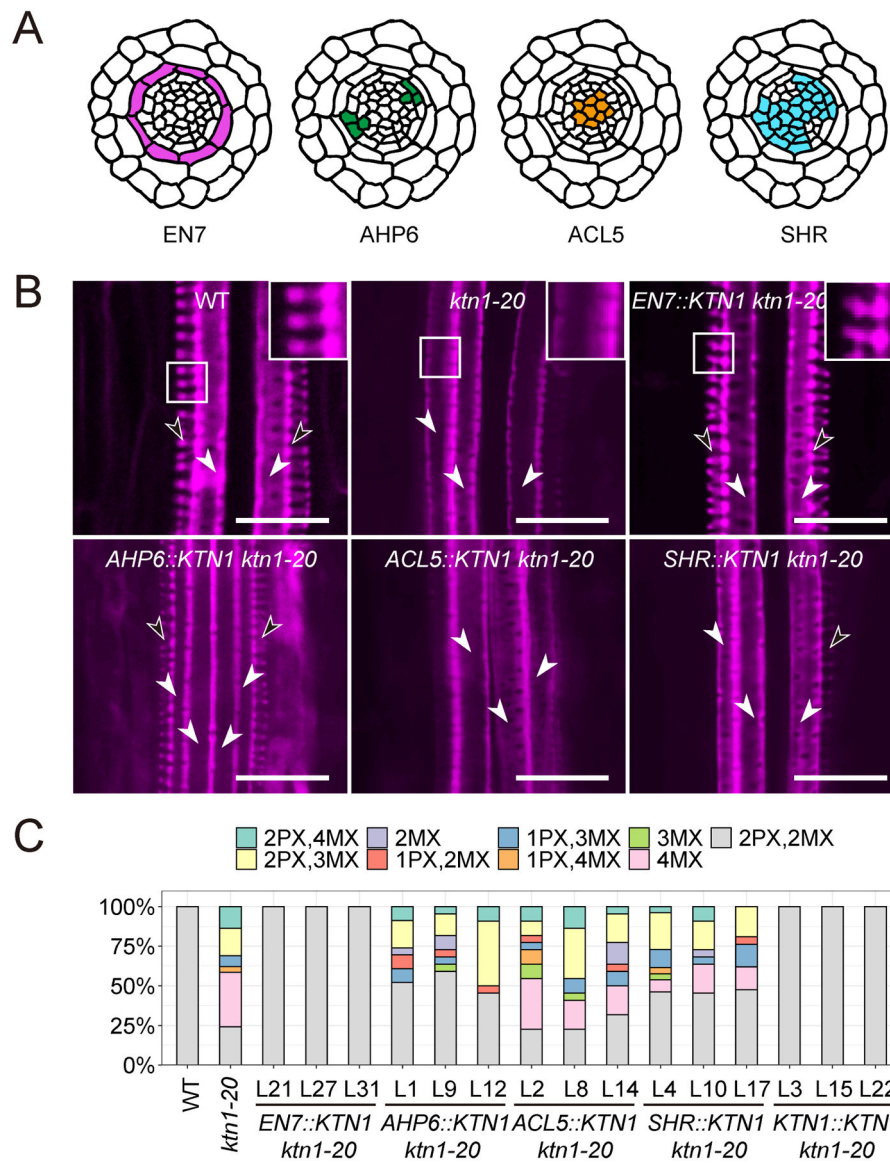 A
EN7 AHP6 ACL5 SHR
B
WT ktn1-20 EN7::KTN1 ktn1-20
AHP6::KTN1 ktn1-20 ACL5::KTN1 ktn1-20 SHR::KTN1 ktn1-20
C
2PX,4MX 2MX 1PX,3MX 3MX 2PX,2MX
2PX,3MX 1PX,2MX 1PX,4MX 4MX
100%
75%
50%
25%
0%
WT ktn1-20 L21 L27 L31 L1 L9 L12 L2 L8 L14 L4 L10 L17 L3 L15 L22
EN7::KTN1 AHP6::KTN1 ACL5::KTN1 SHR::KTN1 KTN1::KTN
ktn1-20 ktn1-20 ktn1-20 ktn1-20 ktn1-20